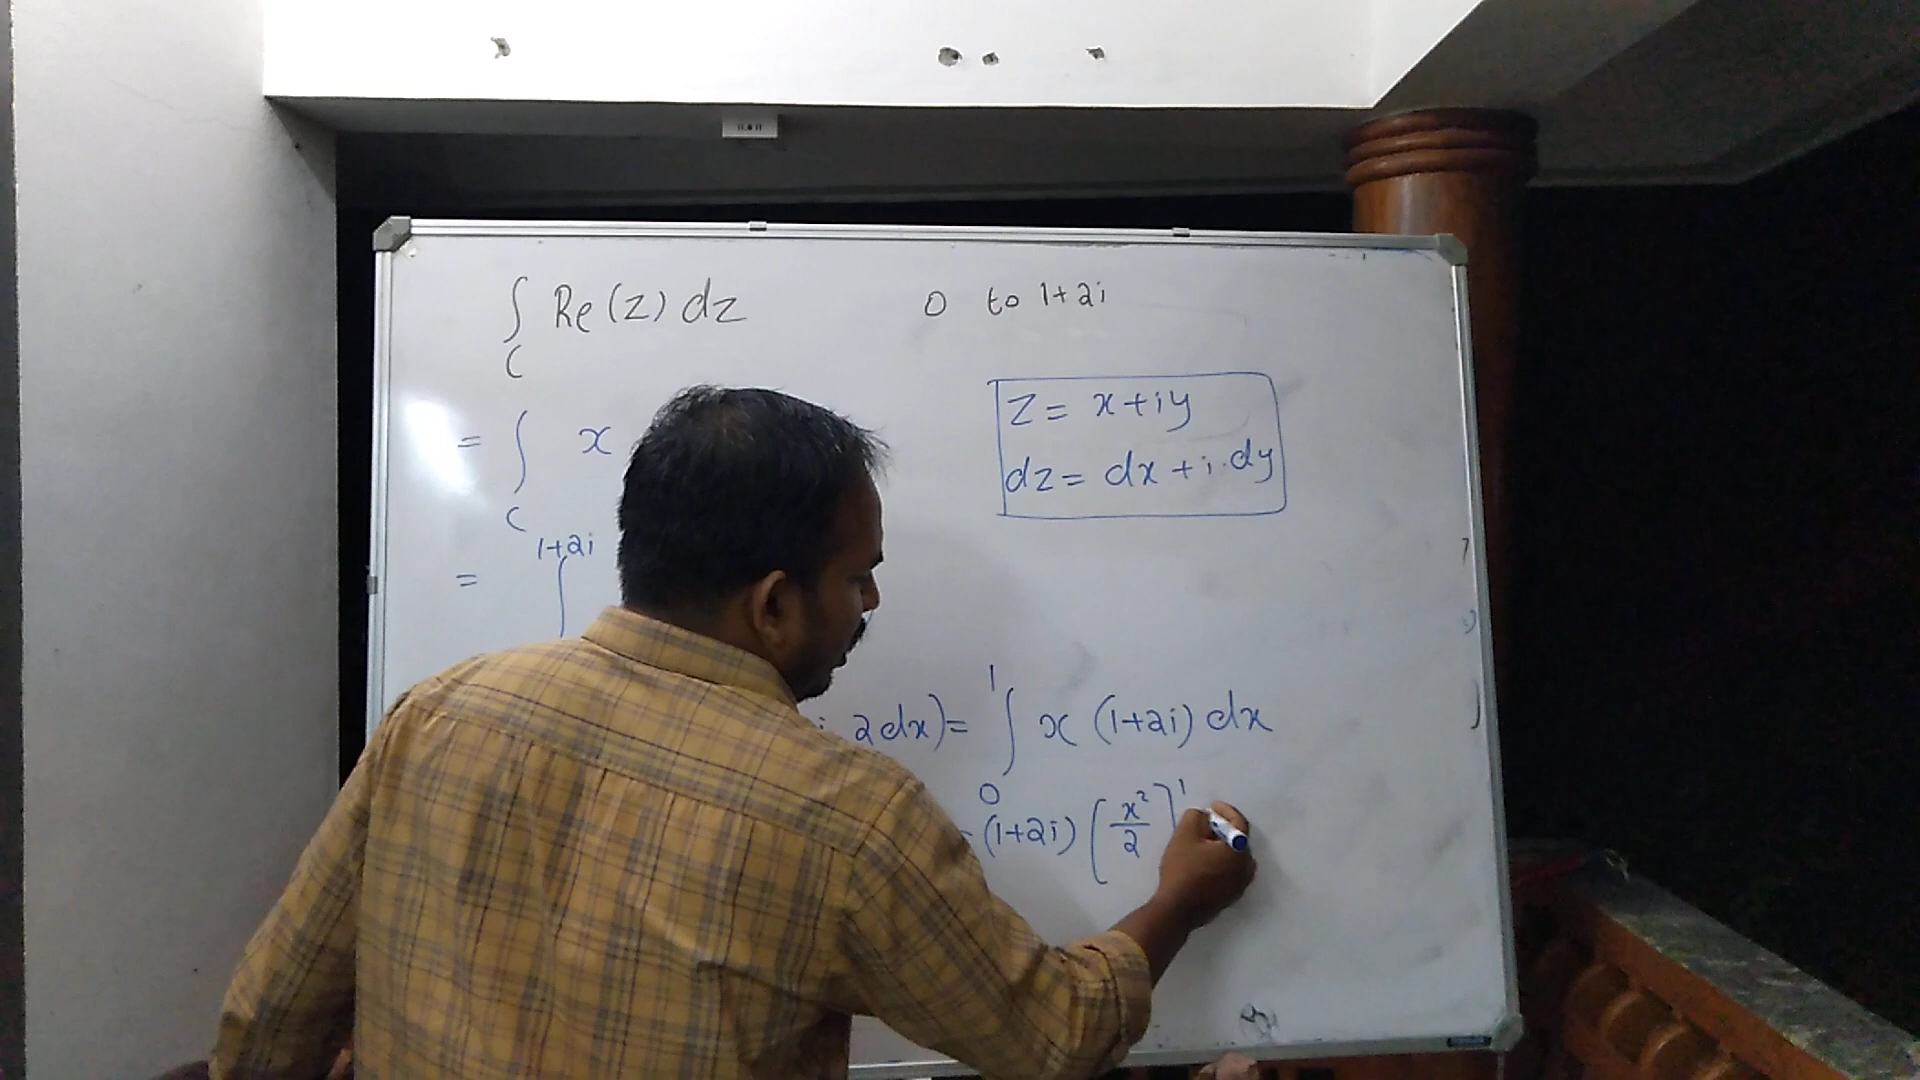 ∫ Re(z) dz 0 to 1+2i
C
z = x+iy
= ∫ x
dz = dx + i·dy
C
1+2i
= ∫
i 2dx) = ∫ x (1+2i) dx
1
0
= (1+2i) [x²/2]¹